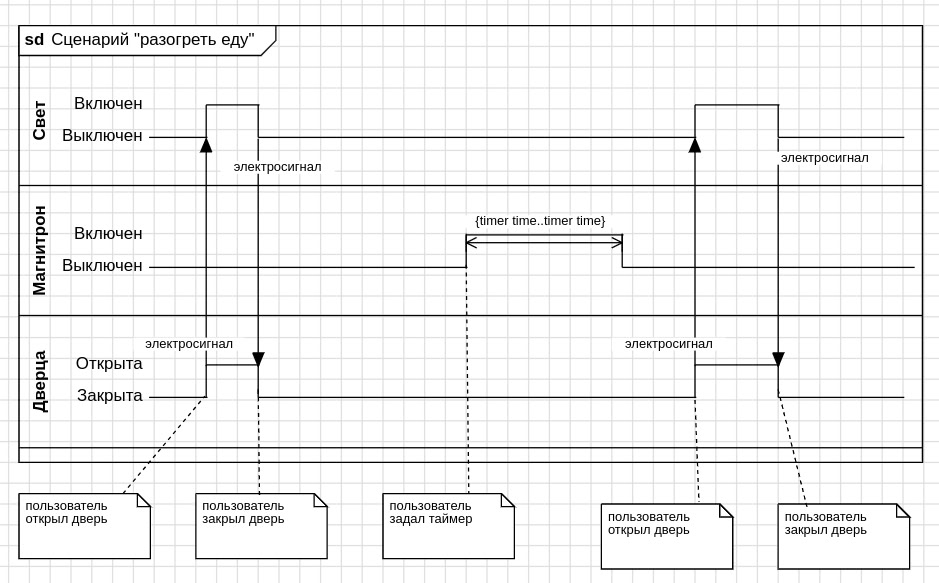 sd Сценарий "разогреть еду"
Свет
Включен
Выключен
электросигнал
электросигнал
Магнитрон
{timer time..timer time}
Включен
Выключен
Дверца
электросигнал
электросигнал
Открыта
Закрыта
пользователь
открыл дверь
пользователь
закрыл дверь
пользователь
задал таймер
пользователь
открыл дверь
пользователь
закрыл дверь